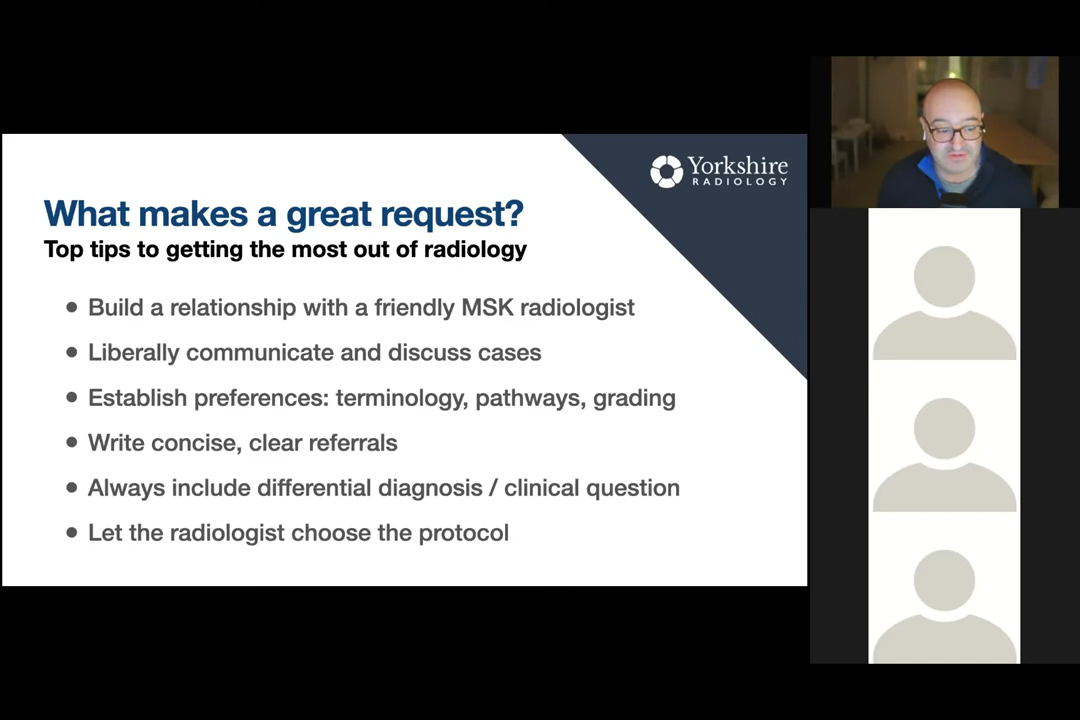 Yorkshire
RADIOLOGY
What makes a great request?
Top tips to getting the most out of radiology
• Build a relationship with a friendly MSK radiologist
• Liberally communicate and discuss cases
• Establish preferences: terminology, pathways, grading
• Write concise, clear referrals
• Always include differential diagnosis / clinical question
• Let the radiologist choose the protocol